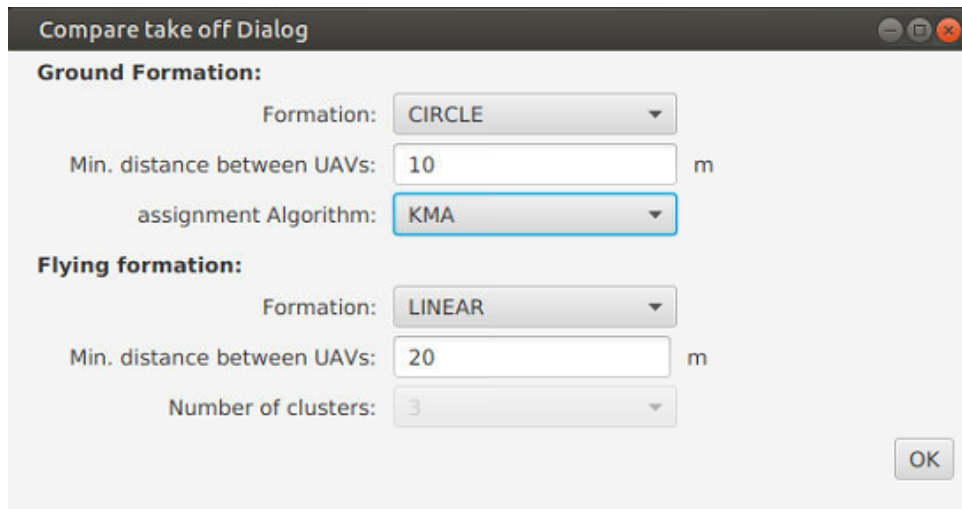 Compare take off Dialog
Ground Formation:
Formation: CIRCLE
Min. distance between UAVs: 10 m
assignment Algorithm: KMA
Flying formation:
Formation: LINEAR
Min. distance between UAVs: 20 m
Number of clusters: 3
OK